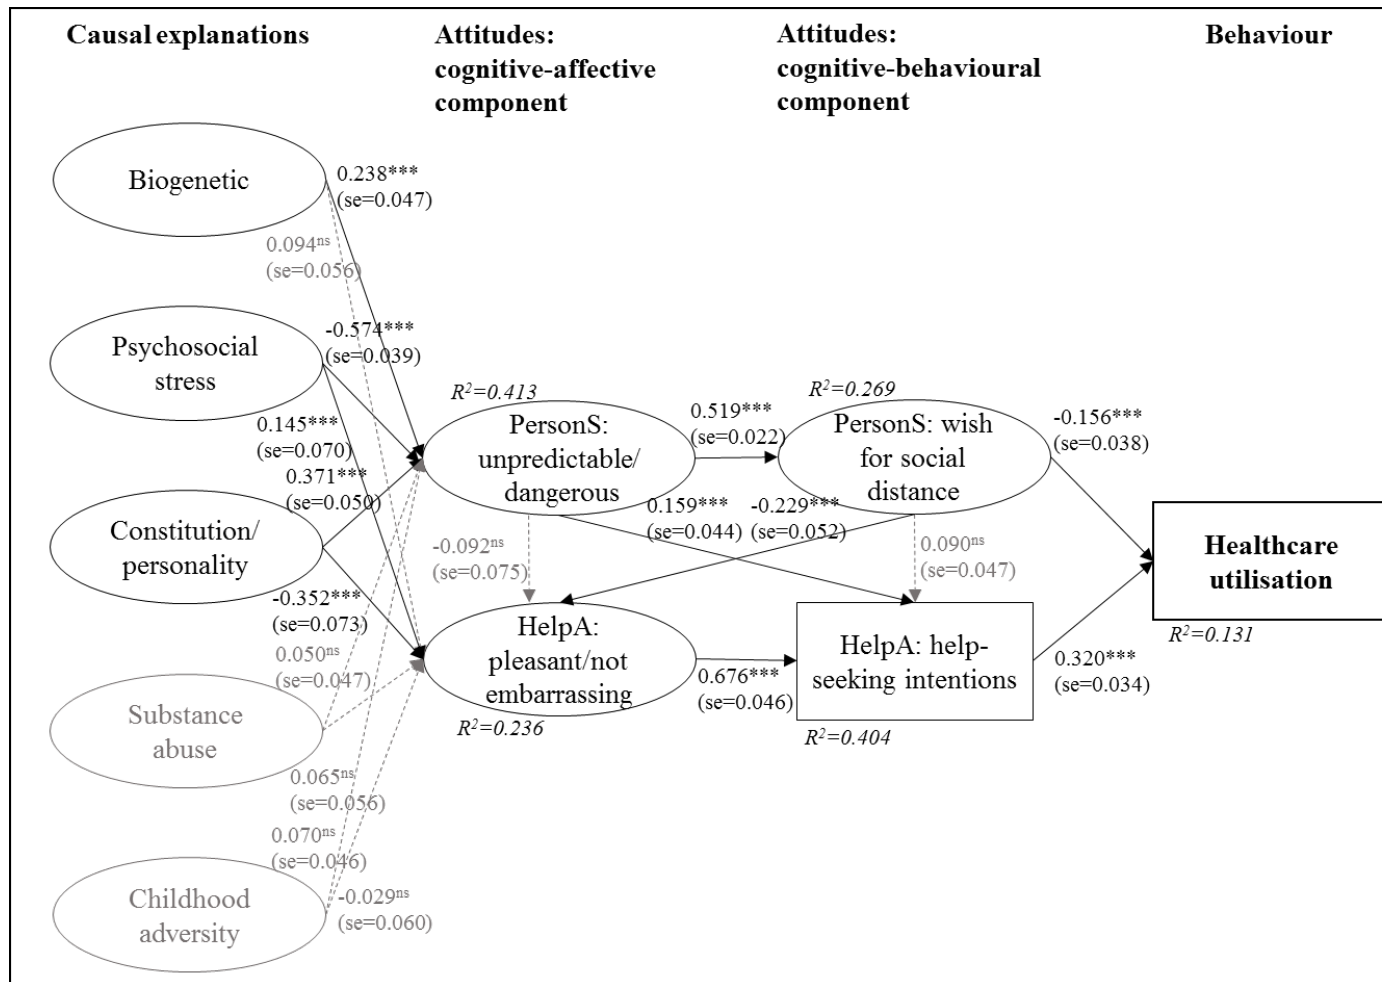 Causal explanations
Attitudes:
cognitive-affective
component
Attitudes:
cognitive-behavioural
component
Behaviour
Biogenetic
0.238***
(se=0.047)
0.094ns
(se=0.056)
Psychosocial
stress
-0.574***
(se=0.039)
0.145***
(se=0.070)
0.371***
(se=0.050)
Constitution/
personality
-0.352***
(se=0.073)
0.050ns
(se=0.047)
Substance
abuse
0.065ns
(se=0.056)
0.070ns
(se=0.046)
Childhood
adversity
-0.029ns
(se=0.060)
R²=0.413
PersonS:
unpredictable/
dangerous
0.519***
(se=0.022)
R²=0.269
PersonS: wish
for social
distance
-0.156***
(se=0.038)
0.159***
(se=0.044)
-0.229***
(se=0.052)
-0.092ns
(se=0.075)
0.090ns
(se=0.047)
HelpA:
pleasant/not
embarrassing
R²=0.236
0.676***
(se=0.046)
HelpA: help-
seeking intentions
R²=0.404
0.320***
(se=0.034)
Healthcare
utilisation
R²=0.131